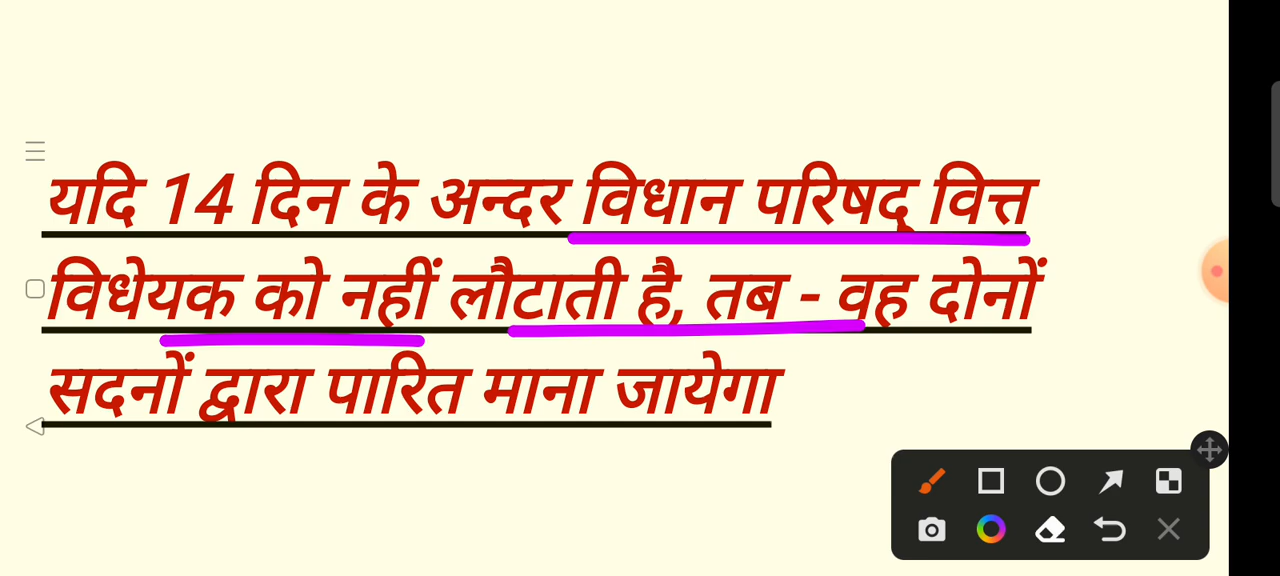 यदि 14 दिन के अन्दर विधान परिषद् वित्त
विधेयक को नहीं लौटाती है, तब - वह दोनों
सदनों द्वारा पारित माना जायेगा